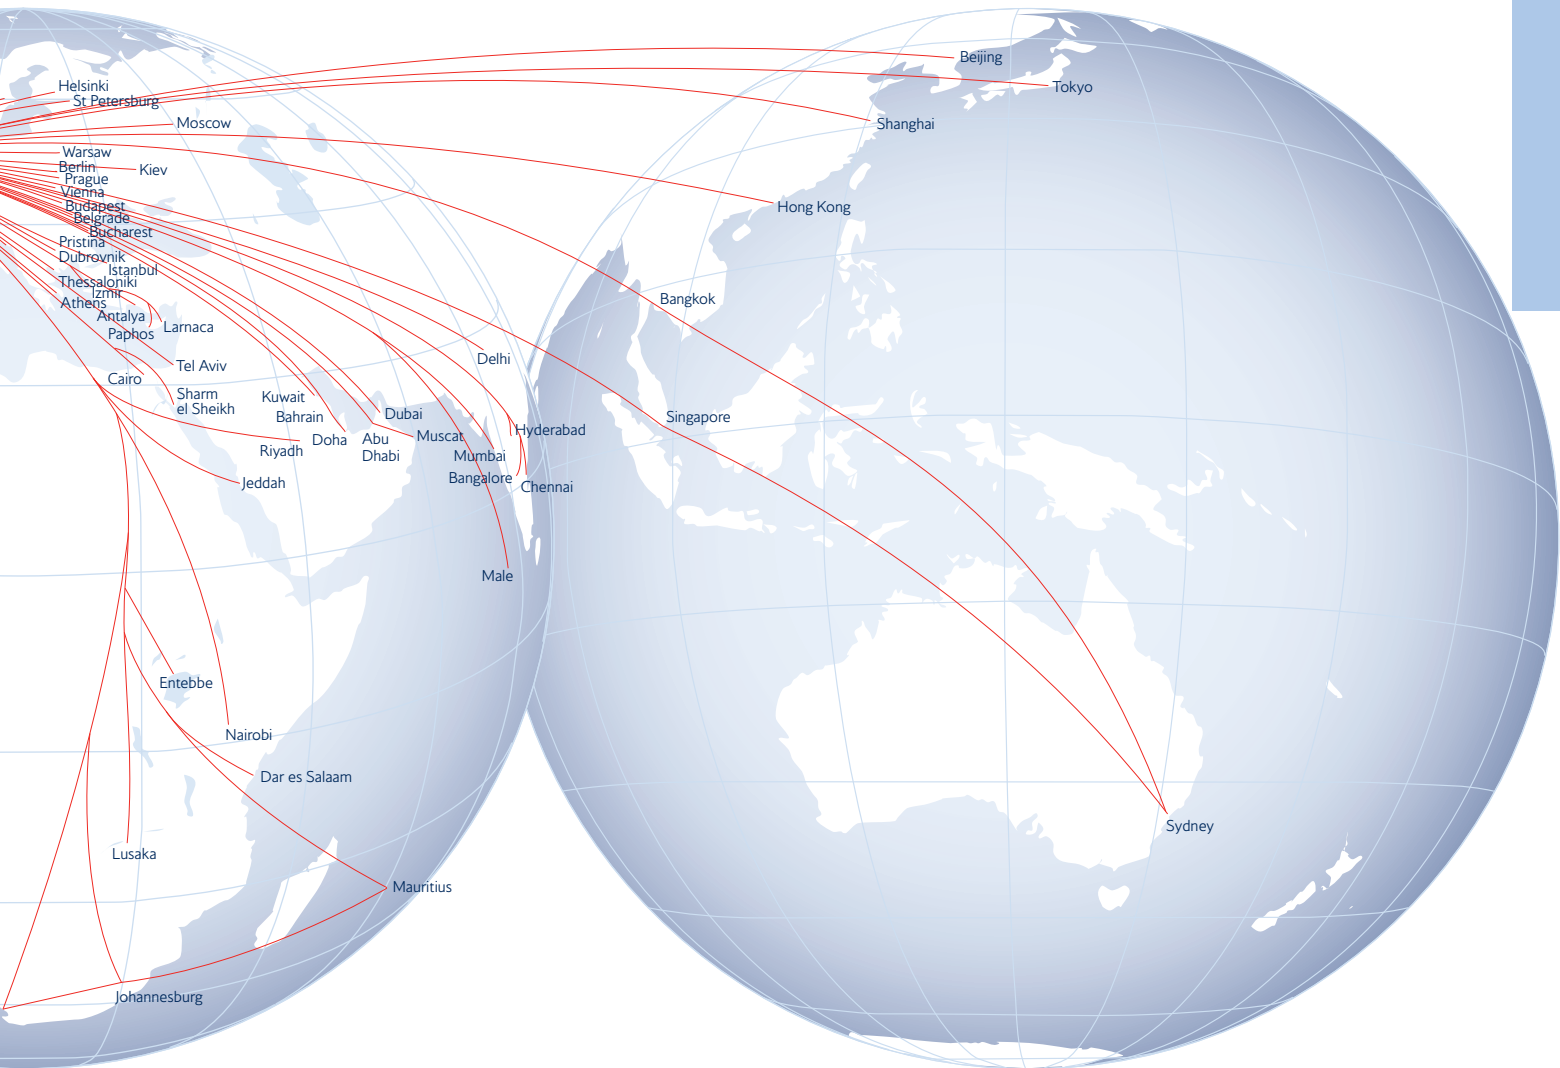 Helsinki
St Petersburg
Moscow
Warsaw
Berlin
Kiev
Prague
Vienna
Budapest
Belgrade
Bucharest
Pristina
Dubrovnik
Istanbul
Thessaloniki
Izmir
Athens
Antalya
Larnaca
Paphos
Tel Aviv
Cairo
Sharm
el Sheikh
Kuwait
Bahrain
Doha
Riyadh
Jeddah
Abu
Dhabi
Dubai
Muscat
Delhi
Hyderabad
Mumbai
Bangalore
Chennai
Male
Entebbe
Nairobi
Dar es Salaam
Lusaka
Mauritius
Johannesburg
Beijing
Tokyo
Shanghai
Hong Kong
Bangkok
Singapore
Sydney